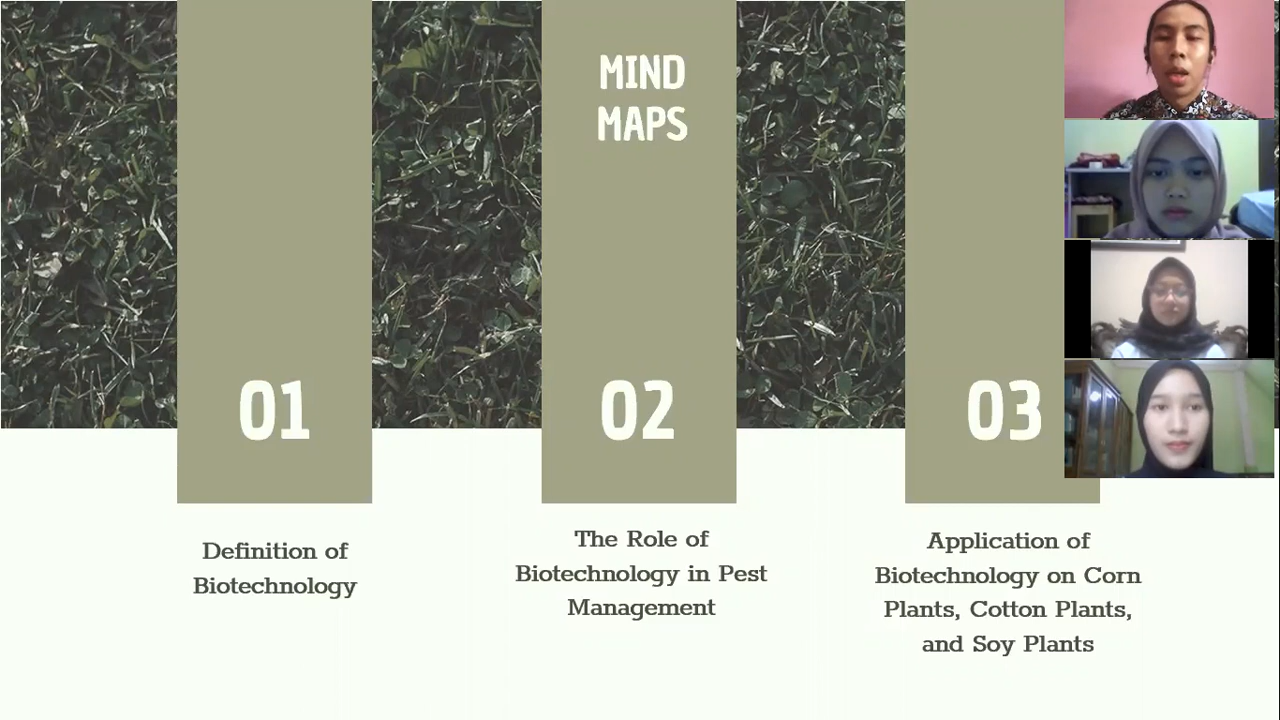 MIND
MAPS
01
02
03
Definition of
Biotechnology
The Role of
Biotechnology in Pest
Management
Application of
Biotechnology on Corn
Plants, Cotton Plants,
and Soy Plants